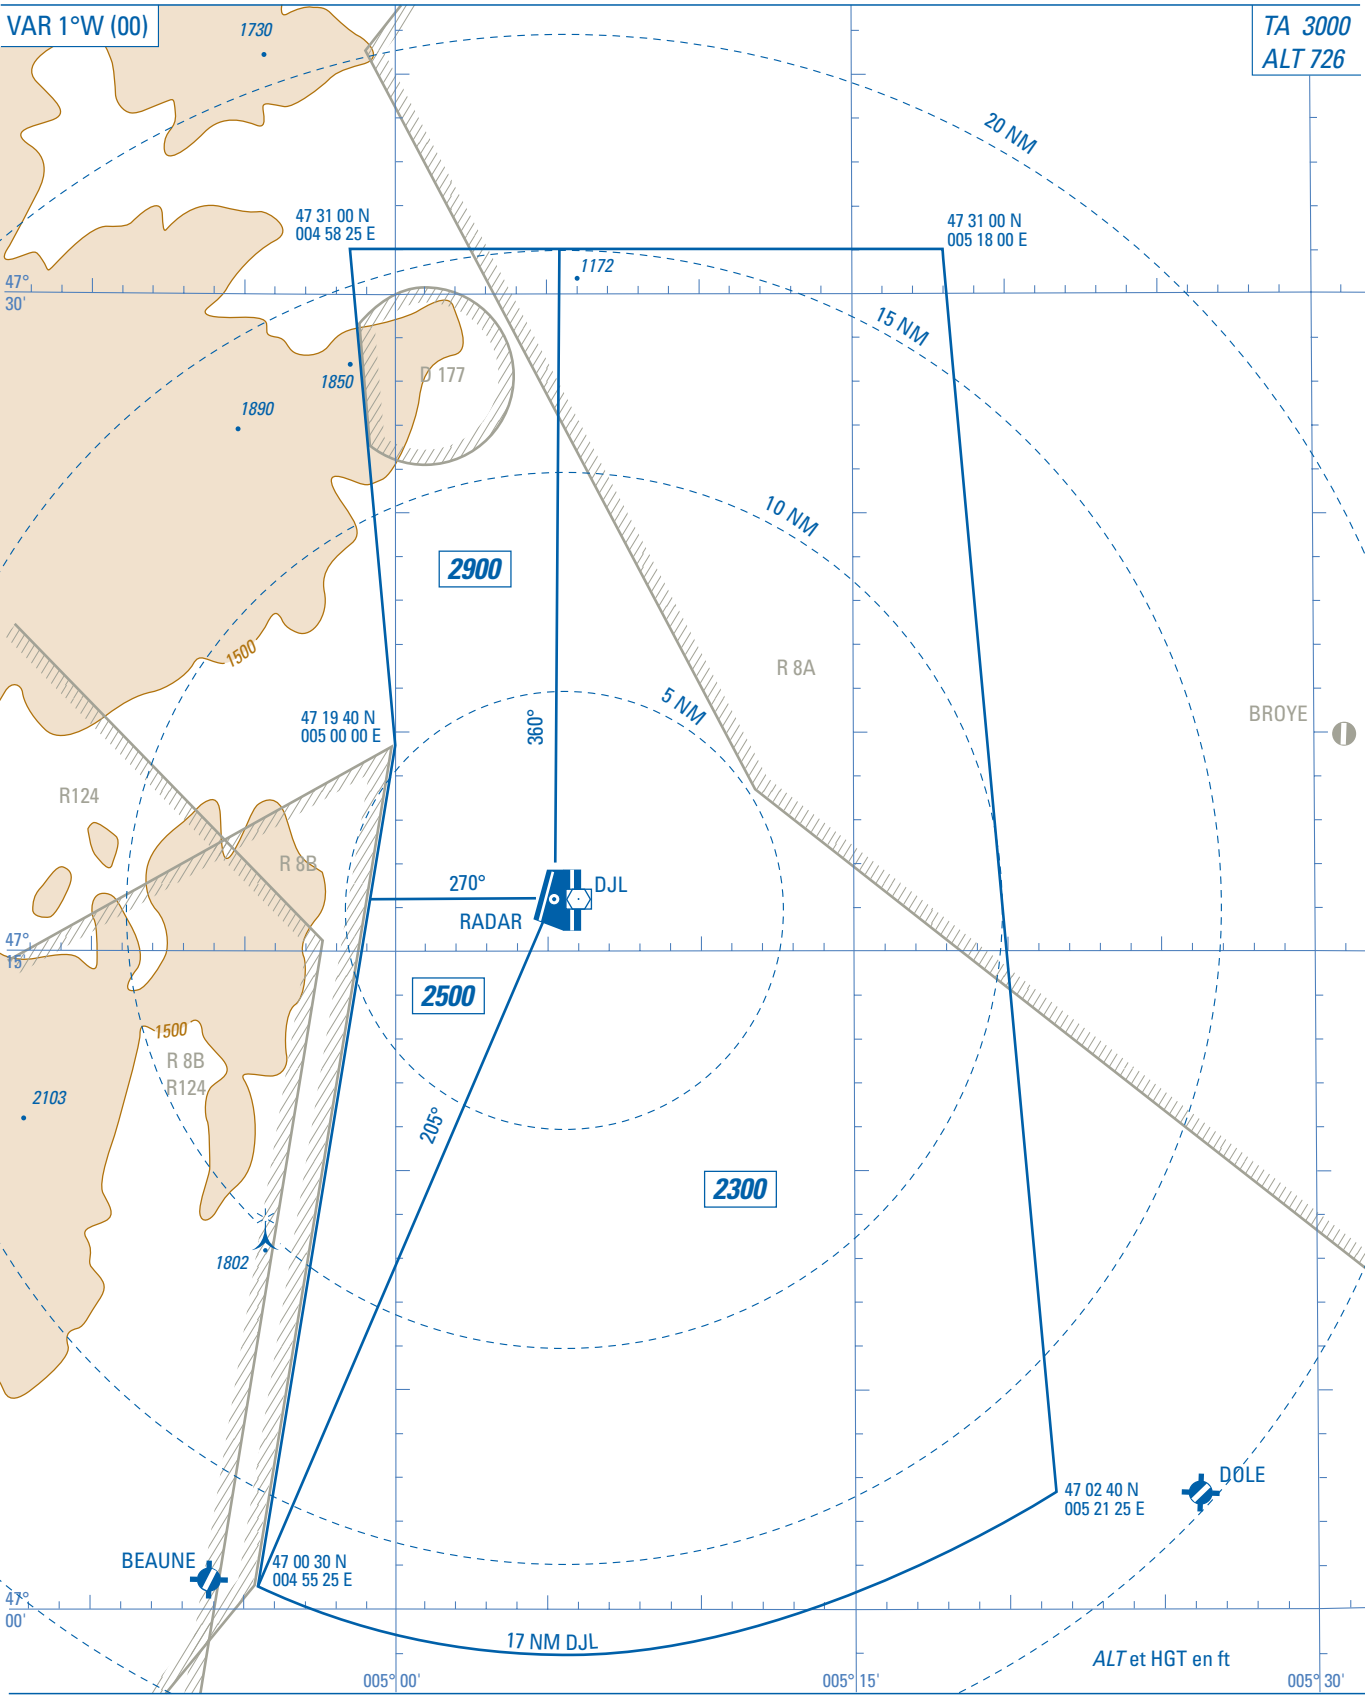 VAR 1°W (00)
1730
TA 3000
ALT 726
20 NM
47 31 00 N
004 58 25 E
47 31 00 N
005 18 00 E
1172
47°
30'
15 NM
1850
D 177
1890
10 NM
2900
1500
R 8A
5 NM
47 19 40 N
005 00 00 E
360°
BROYE
R124
R 8B
270°
DJL
RADAR
47°
15'
2500
1500
R 8B
R124
2103
205°
2300
1802
DOLE
47 02 40 N
005 21 25 E
BEAUNE
47 00 30 N
004 55 25 E
47°
00'
17 NM DJL
ALT et HGT en ft
005°00'
005°15'
005°30'